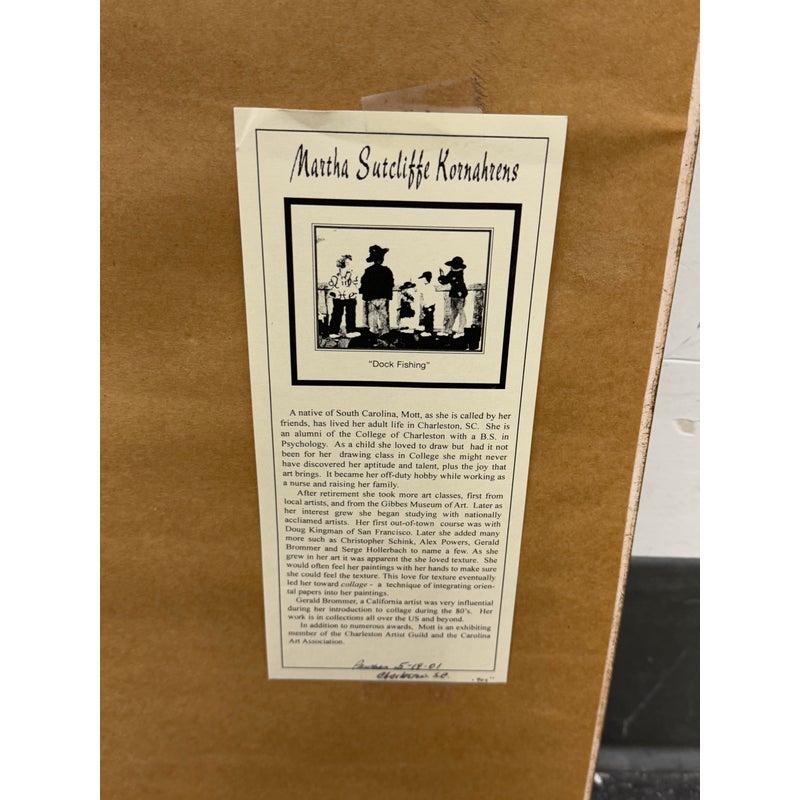 Martha Sutcliffe Kornahrens
"Dock Fishing"
A native of South Carolina, Mott, as she is called by her
friends, has lived her adult life in Charleston, SC. She is
an alumni of the College of Charleston with a B.S. in
Psychology. As a child she loved to draw but had it not
been for her drawing class in College she might never
have discovered her aptitude and talent, plus the joy that
art brings. It became her off-duty hobby while working as
a nurse and raising her family.
After retirement she took more art classes, first from
local artists, and from the Gibbes Museum of Art. Later as
her interest grew she began studying with nationally
accliamed artists. Her first out-of-town course was with
Doug Kingman of San Francisco. Later she added many
more such as Christopher Schink, Alex Powers, Gerald
Brommer and Serge Hollerbach to name a few. As she
grew in her art it was apparent the she loved texture. She
would often feel her paintings with her hands to make sure
she could feel the texture. This love for texture eventually
led her toward collage - a technique of integrating orien-
tal papers into her paintings.
Gerald Brommer, a California artist was very influential
during her introduction to collage during the 80's. Her
work is in collections all over the US and beyond.
In addition to numerous awards, Mott is an exhibiting
member of the Charleston Artist Guild and the Carolina
Art Association.
5-19-01
Charleston S.C.